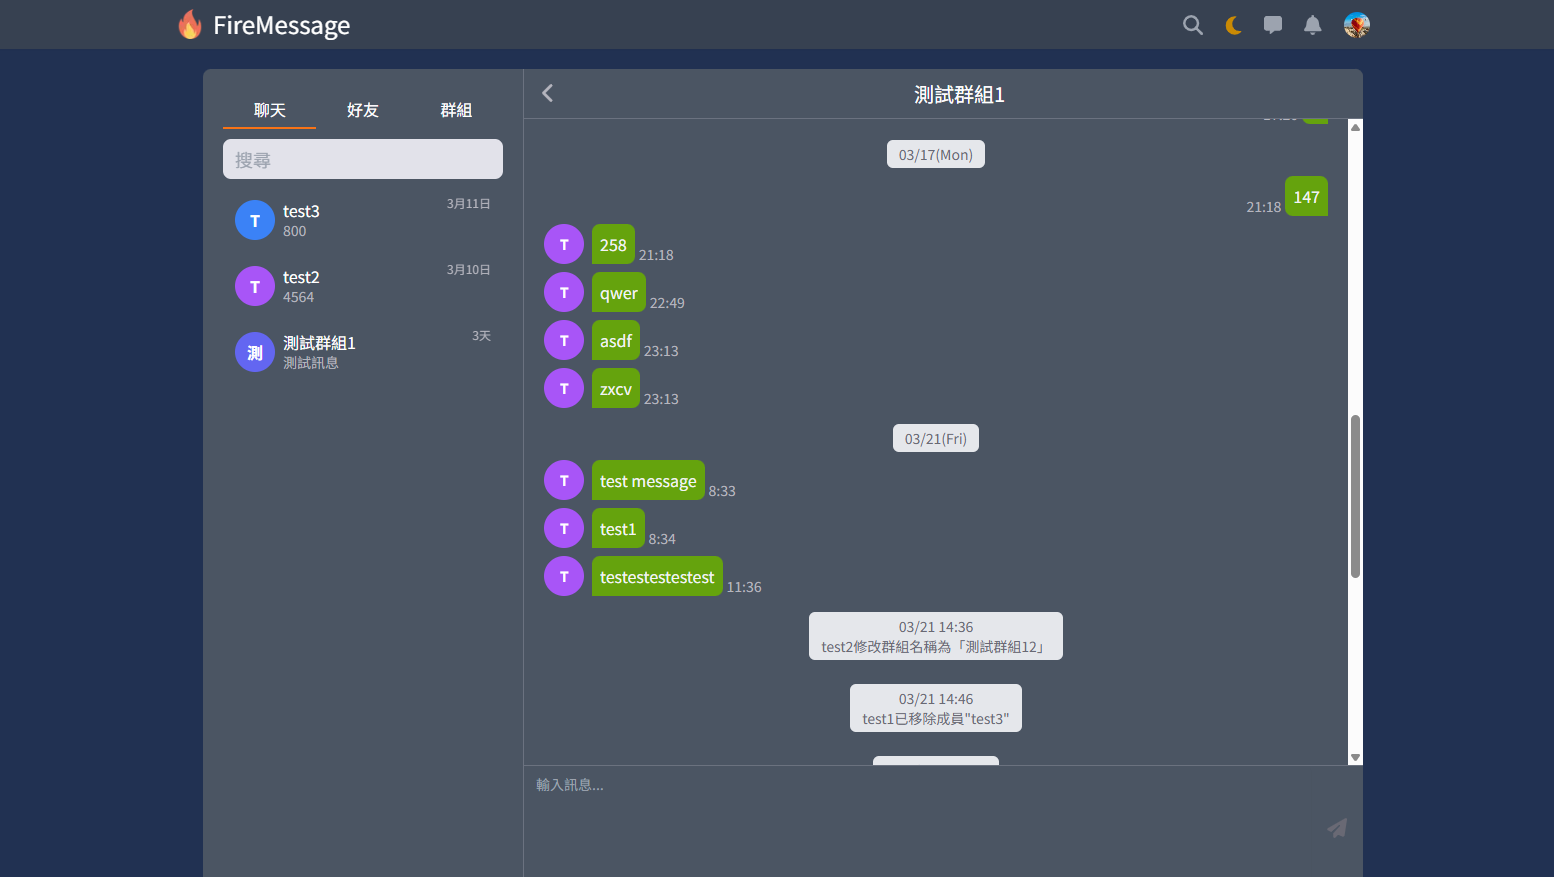 FireMessage
聊天 好友 群組
搜尋
T
test3
3月11日
800
T
test2
3月10日
4564
測
測試群組1
3天
測試訊息
測試群組1
03/17(Mon)
21:18 147
T 258 21:18
T qwer 22:49
T asdf 23:13
T zxcv 23:13
03/21(Fri)
T test message 8:33
T test1 8:34
T testestestestest 11:36
03/21 14:36
test2修改群組名稱為「測試群組12」
03/21 14:46
test1已移除成員"test3"
輸入訊息...